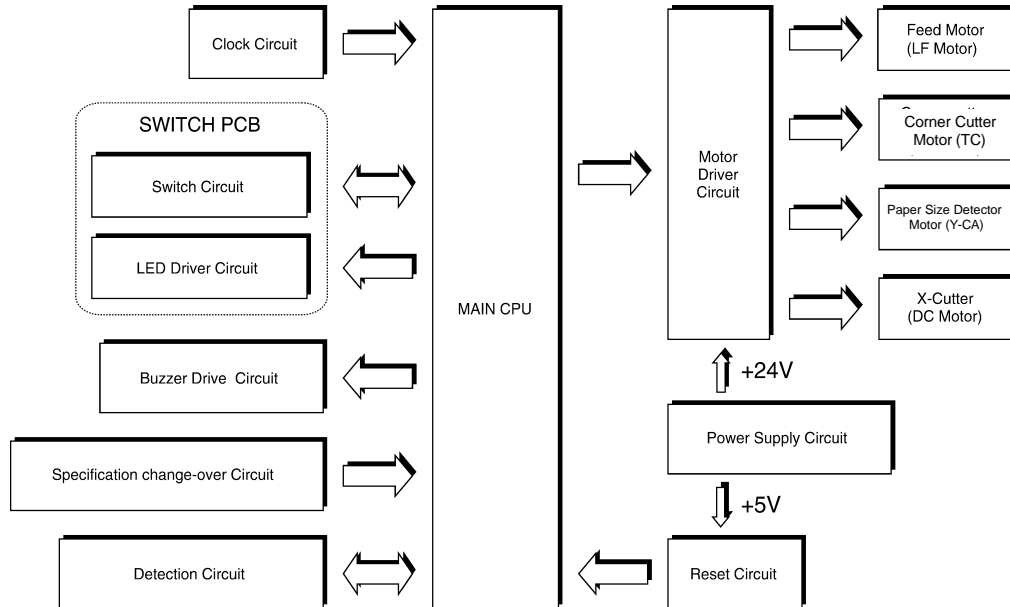 Clock Circuit
SWITCH PCB
Switch Circuit
LED Driver Circuit
Buzzer Drive Circuit
Specification change-over Circuit
Detection Circuit
MAIN CPU
Motor
Driver
Circuit
Feed Motor
(LF Motor)
Corner Cutter
Motor (TC)
Paper Size Detector
Motor (Y-CA)
X-Cutter
(DC Motor)
+24V
Power Supply Circuit
+5V
Reset Circuit